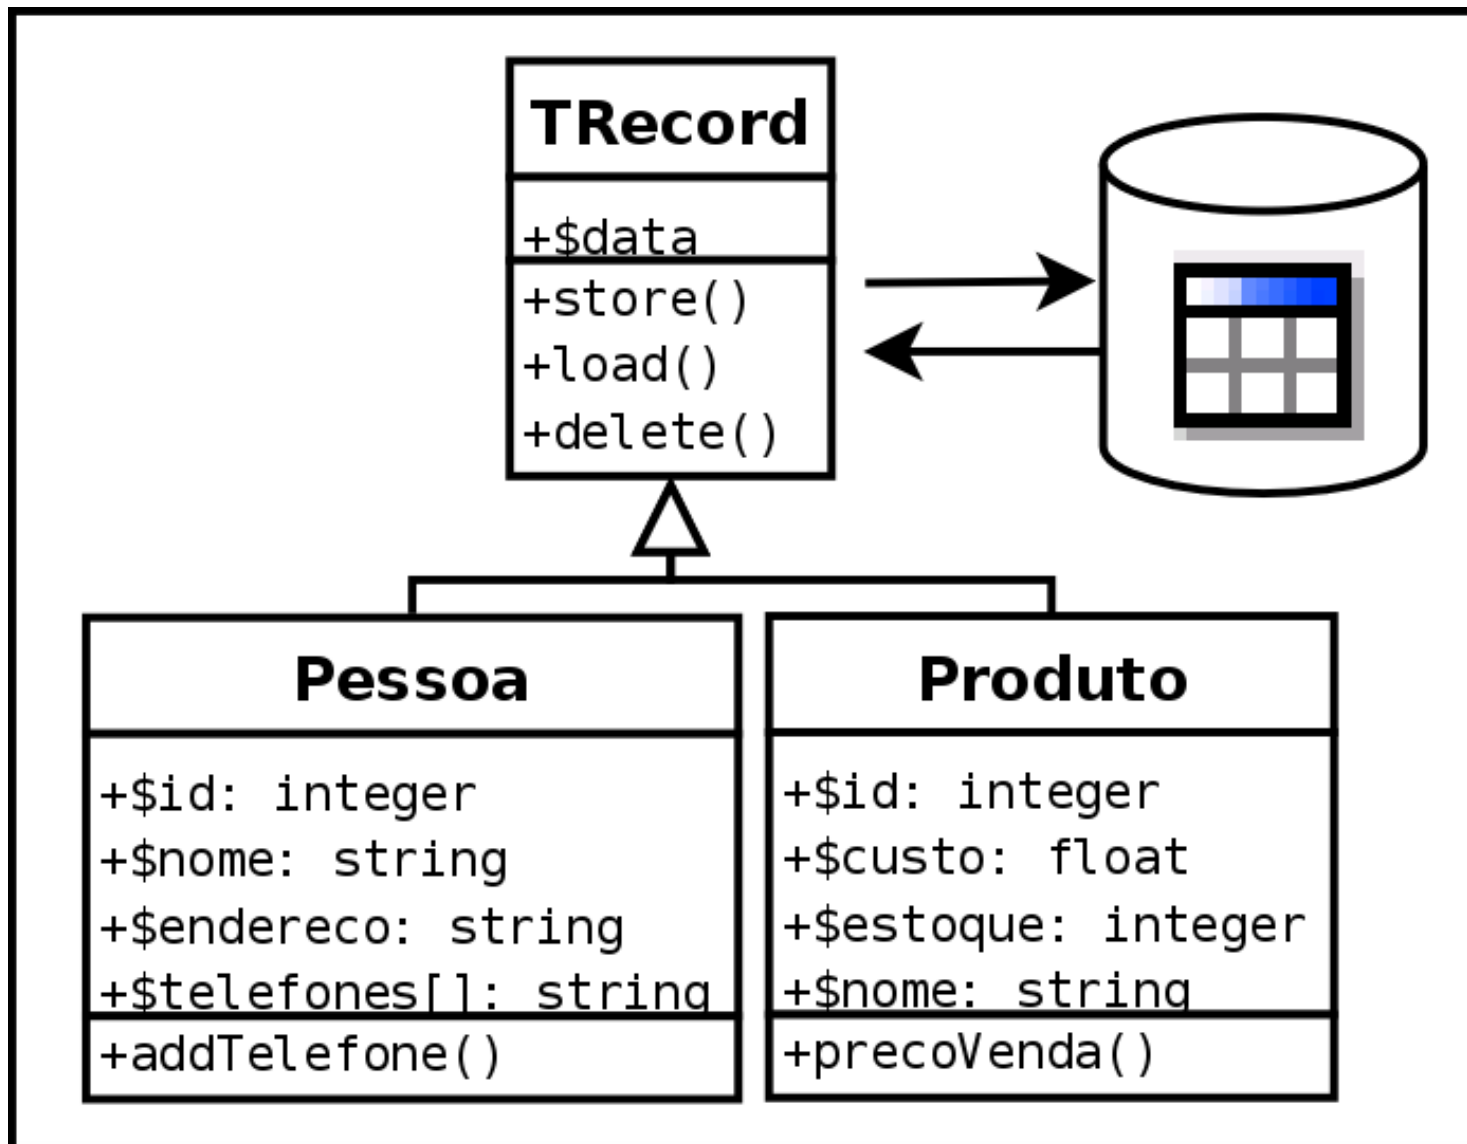 TRecord
+$data
+store()
+load()
+delete()
Pessoa
+$id: integer
+$nome: string
+$endereco: string
+$telefones[]: string
+addTelefone()
Produto
+$id: integer
+$custo: float
+$estoque: integer
+$nome: string
+precoVenda()